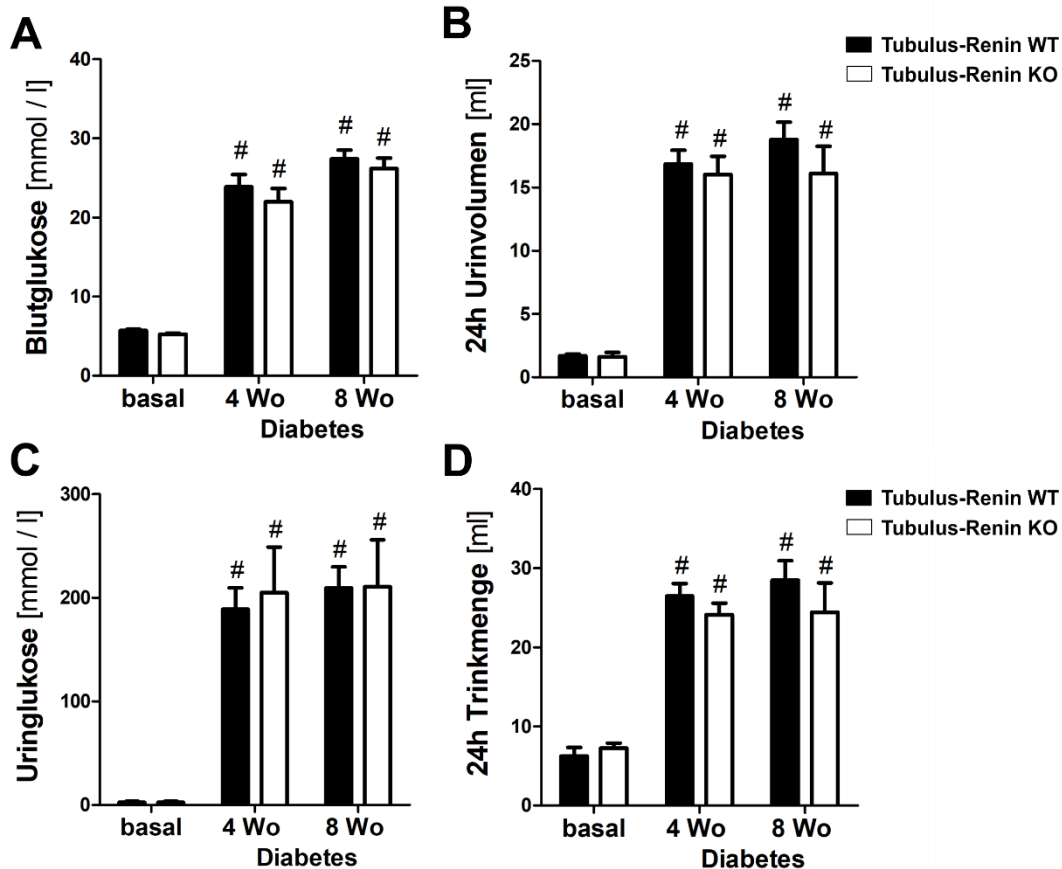 A
Blutglukose [mmol / l]
40
30
20
10
0
# # # #
basal 4 Wo 8 Wo
Diabetes
B
Tubulus-Renin WT
Tubulus-Renin KO
24h Urinvolumen [ml]
25
20
15
10
5
0
# # # #
basal 4 Wo 8 Wo
Diabetes
C
Uringlukose [mmol / l]
300
200
100
0
# # # #
basal 4 Wo 8 Wo
Diabetes
D
Tubulus-Renin WT
Tubulus-Renin KO
24h Trinkmenge [ml]
40
30
20
10
0
# # # #
basal 4 Wo 8 Wo
Diabetes